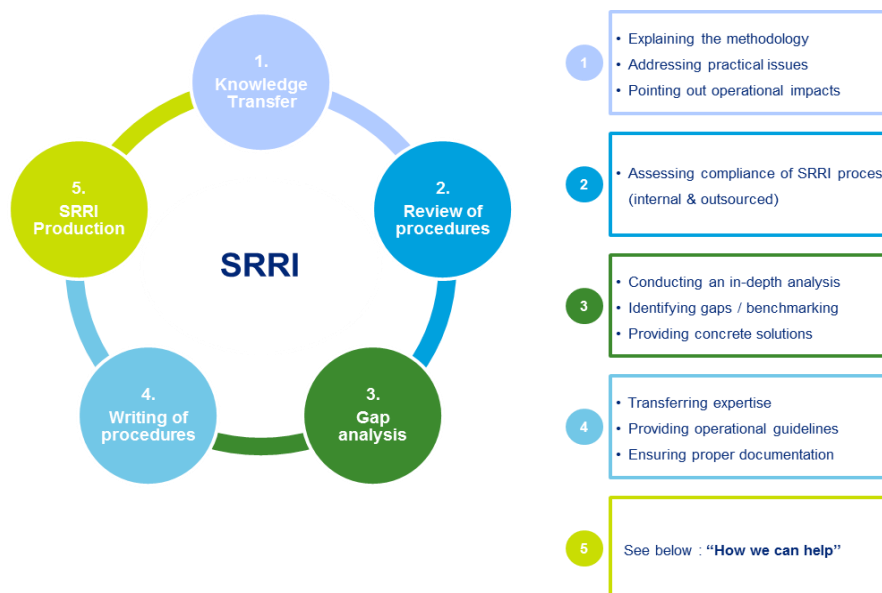 1.
Knowledge
Transfer
2.
Review of
procedures
3.
Gap
analysis
4.
Writing of
procedures
5.
SRRI
Production
SRRI
1
• Explaining the methodology
• Addressing practical issues
• Pointing out operational impacts
2
• Assessing compliance of SRRI proces
(internal & outsourced)
3
• Conducting an in-depth analysis
• Identifying gaps / benchmarking
• Providing concrete solutions
4
• Transferring expertise
• Providing operational guidelines
• Ensuring proper documentation
5
See below : “How we can help”